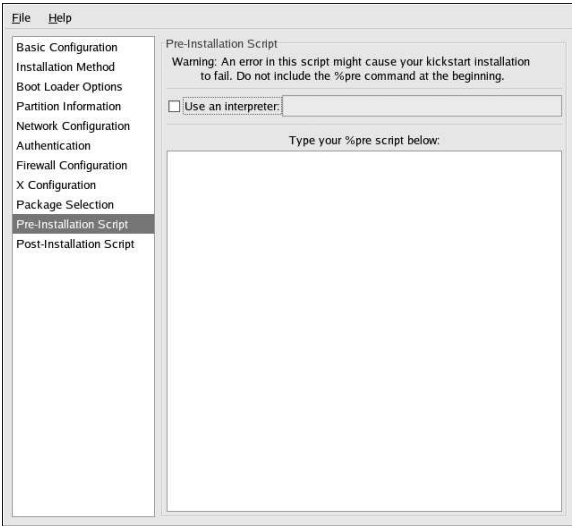 File Help
Basic Configuration
Installation Method
Boot Loader Options
Partition Information
Network Configuration
Authentication
Firewall Configuration
X Configuration
Package Selection
Pre-Installation Script
Post-Installation Script
Pre-Installation Script
Warning: An error in this script might cause your kickstart installation
to fail. Do not include the %pre command at the beginning.
Use an interpreter:
Type your %pre script below: